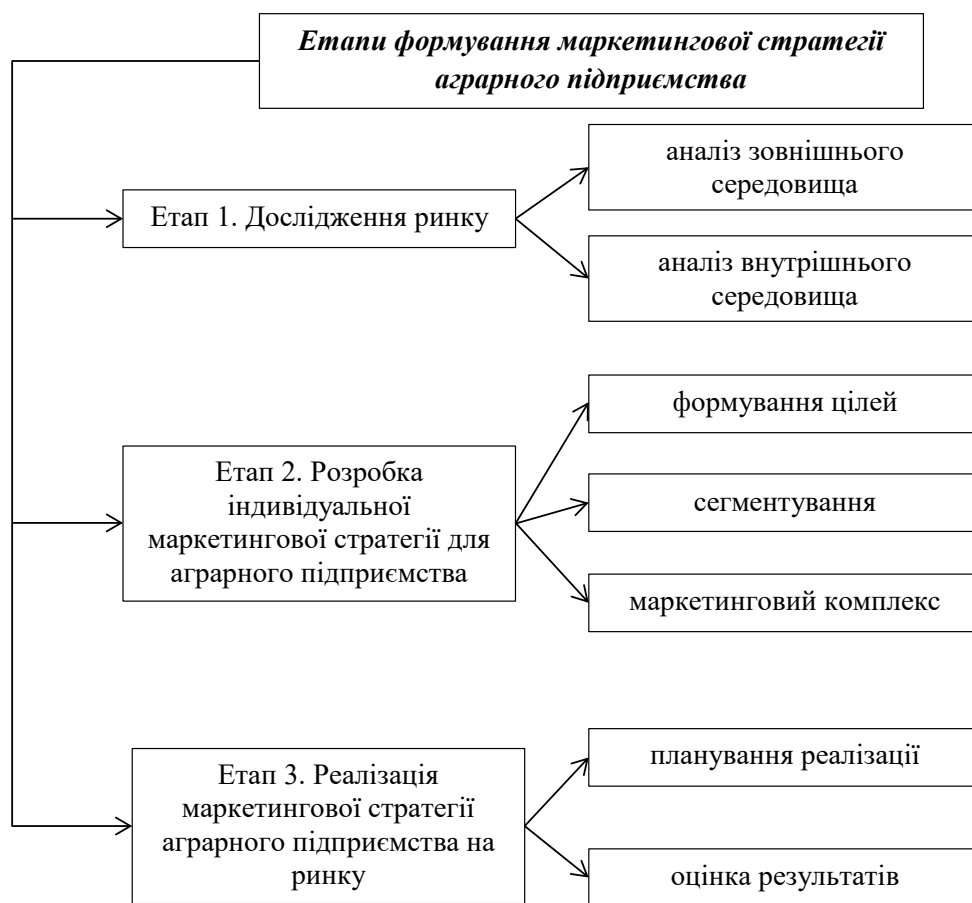 Етапи формування маркетингової стратегії
аграрного підприємства
Етап 1. Дослідження ринку
аналіз зовнішнього
середовища
аналіз внутрішнього
середовища
Етап 2. Розробка
індивідуальної
маркетингової стратегії для
аграрного підприємства
формування цілей
сегментування
маркетинговий комплекс
Етап 3. Реалізація
маркетингової стратегії
аграрного підприємства на
ринку
планування реалізації
оцінка результатів